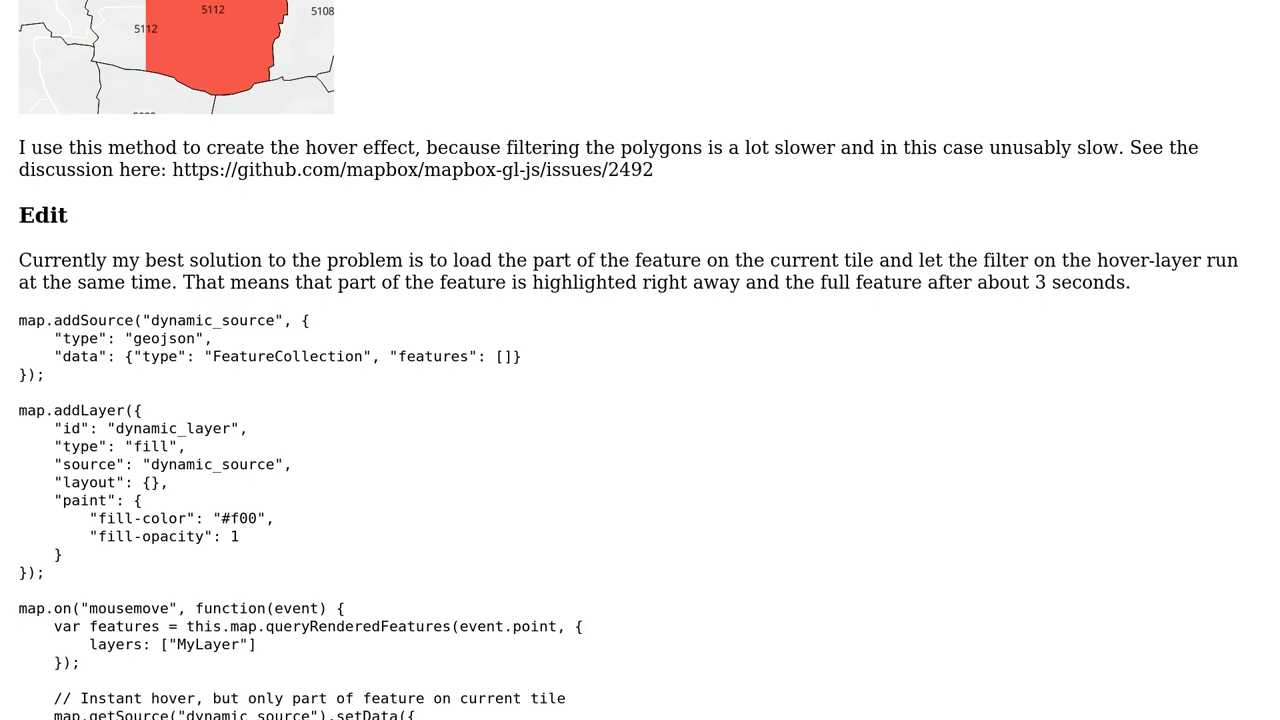 5112
5108
5112
I use this method to create the hover effect, because filtering the polygons is a lot slower and in this case unusably slow. See the
discussion here: https://github.com/mapbox/mapbox-gl-js/issues/2492
Edit
Currently my best solution to the problem is to load the part of the feature on the current tile and let the filter on the hover-layer run
at the same time. That means that part of the feature is highlighted right away and the full feature after about 3 seconds.
map.addSource("dynamic_source", {
    "type": "geojson",
    "data": {"type": "FeatureCollection", "features": []}
});
map.addLayer({
    "id": "dynamic_layer",
    "type": "fill",
    "source": "dynamic_source",
    "layout": {},
    "paint": {
        "fill-color": "#f00",
        "fill-opacity": 1
    }
});
map.on("mousemove", function(event) {
    var features = this.map.queryRenderedFeatures(event.point, {
        layers: ["MyLayer"]
    });
    // Instant hover, but only part of feature on current tile
    map.getSource("dynamic_source").setData({